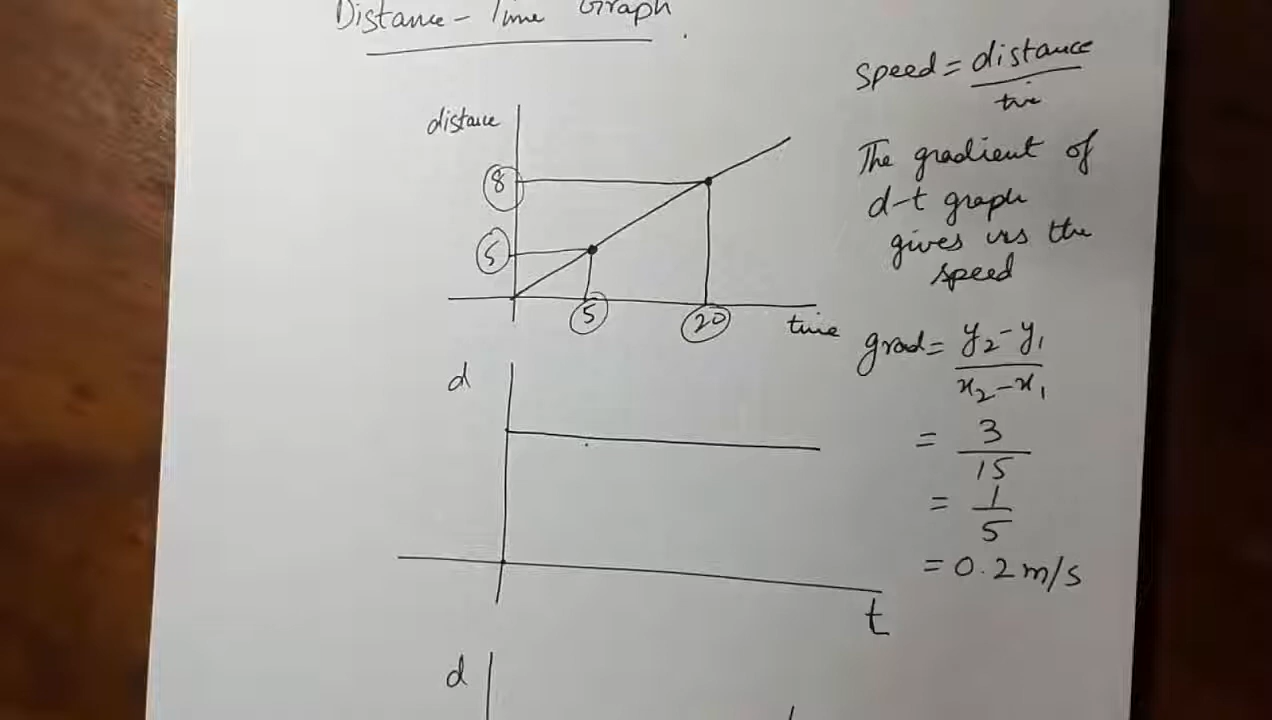 Distance - Time Graph
distance
8
5
5
20
time
d
t
d
speed = distance
time
The gradient of
d-t graph
gives us the
speed
grad = y₂ - y₁
x₂ - x₁
= 3
15
= 1
5
= 0.2 m/s